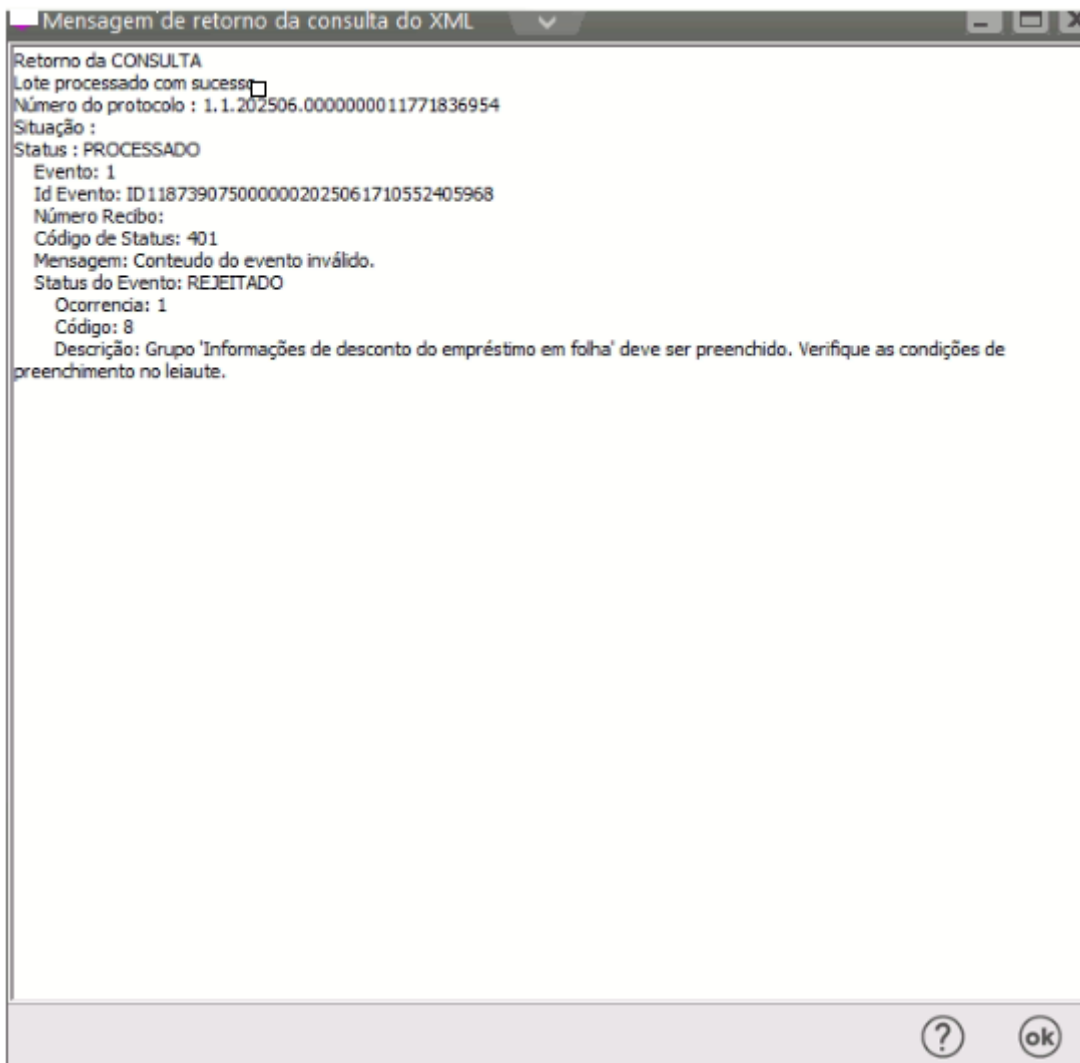 Mensagem de retorno da consulta do XML
Retorno da CONSULTA
Lote processado com sucesso
Número do protocolo : 1.1.202506.0000000011771836954
Situação :
Status : PROCESSADO
Evento: 1
Id Evento: ID1187390750000002025061710552405968
Número Recibo:
Código de Status: 401
Mensagem: Conteudo do evento inválido.
Status do Evento: REJEITADO
Ocorrencia: 1
Código: 8
Descrição: Grupo 'Informações de desconto do empréstimo em folha' deve ser preenchido. Verifique as condições de
preenchimento no leiaute.
? ok